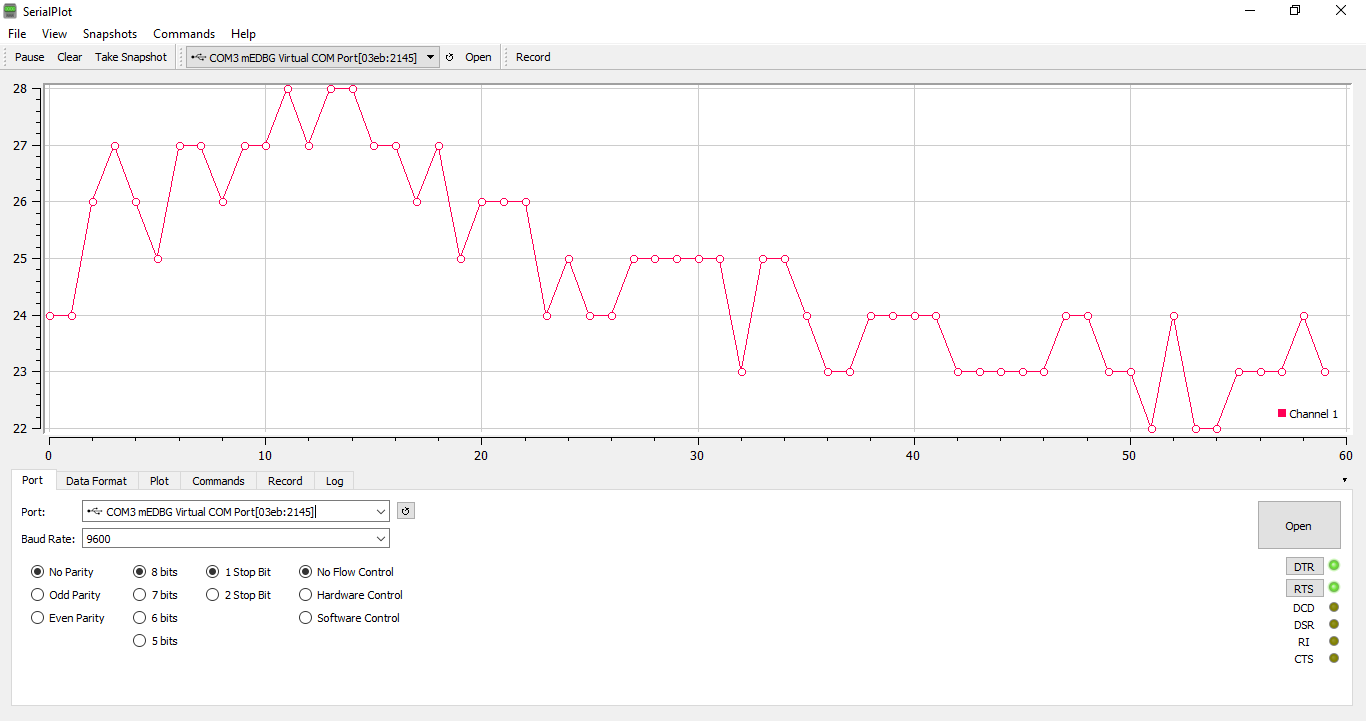 SerialPlot
File View Snapshots Commands Help
Pause Clear Take Snapshot COM3 mEDBG Virtual COM Port[03eb:2145] Open Record
28
27
26
25
24
23
22
Channel 1
0 10 20 30 40 50 60
Port Data Format Plot Commands Record Log
Port: COM3 mEDBG Virtual COM Port[03eb:2145]
Baud Rate: 9600
Open
No Parity 8 bits 1 Stop Bit No Flow Control
DTR
Odd Parity 7 bits 2 Stop Bit Hardware Control
RTS
DCD
Even Parity 6 bits Software Control
DSR
5 bits
RI
CTS